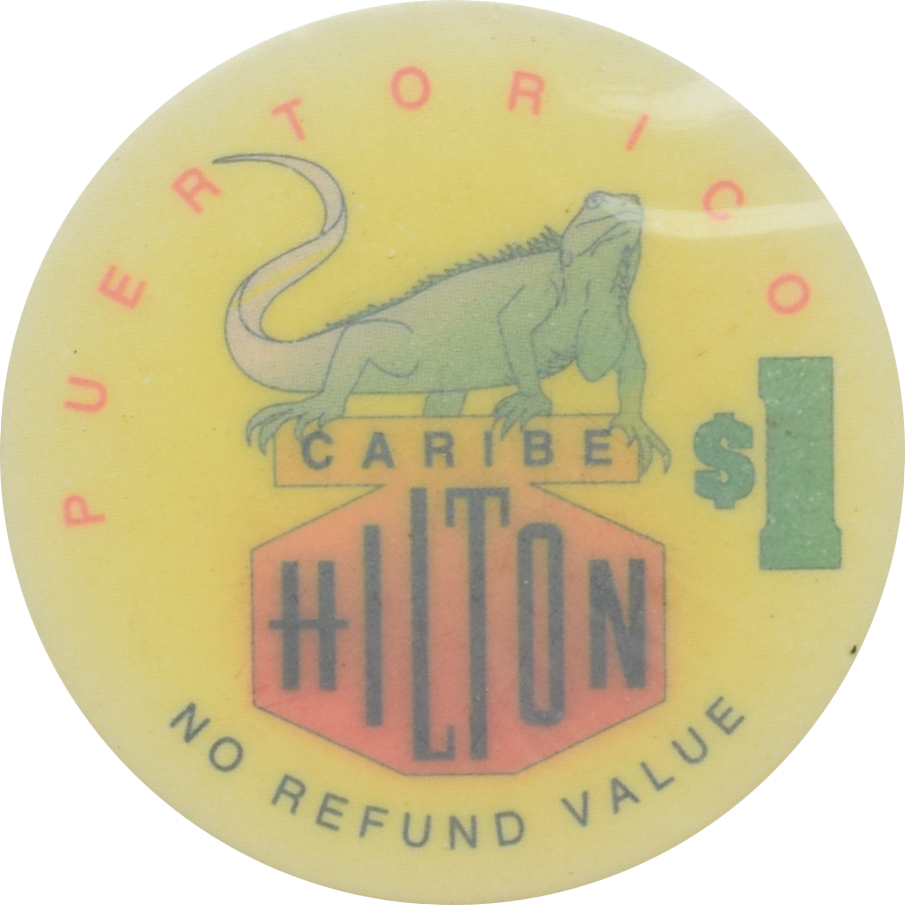 PUERTO RICO
CARIBE
HILTON
$1
NO REFUND VALUE